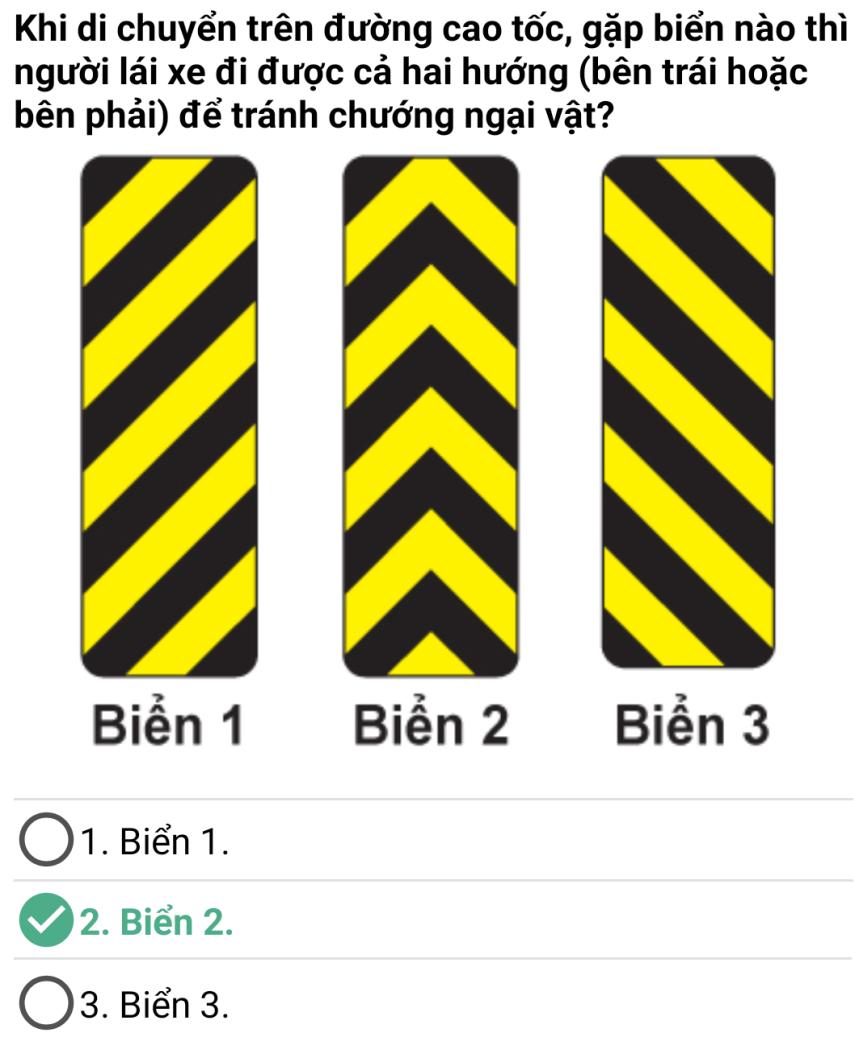 Khi di chuyển trên đường cao tốc, gặp biển nào thì
người lái xe đi được cả hai hướng (bên trái hoặc
bên phải) để tránh chướng ngại vật?
Biển 1 Biển 2 Biển 3
1. Biển 1.
2. Biển 2.
3. Biển 3.